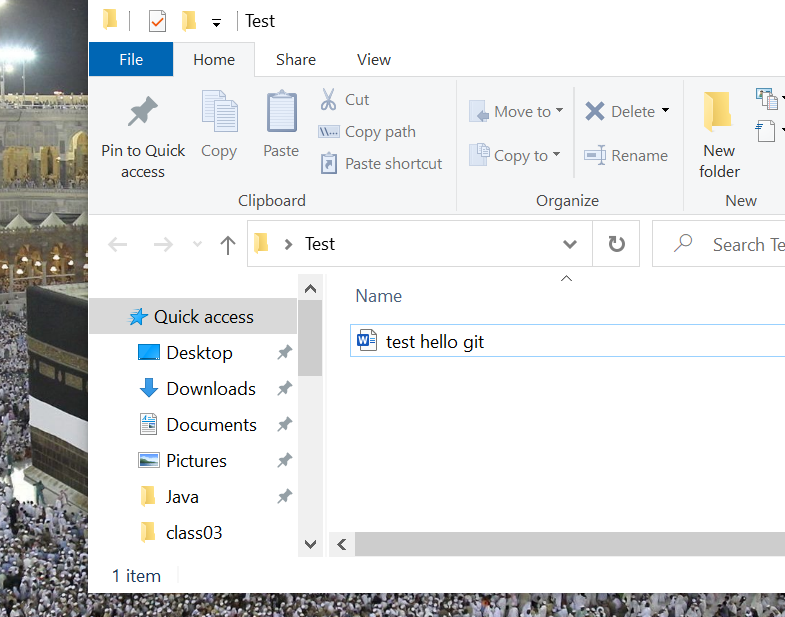 Test
File Home Share View
Pin to Quick access
Copy
Paste
Cut
Copy path
Paste shortcut
Clipboard
Move to
Copy to
Delete
Rename
Organize
New folder
New
Test
Search Te
Name
Quick access
test hello git
Desktop
Downloads
Documents
Pictures
Java
class03
1 item